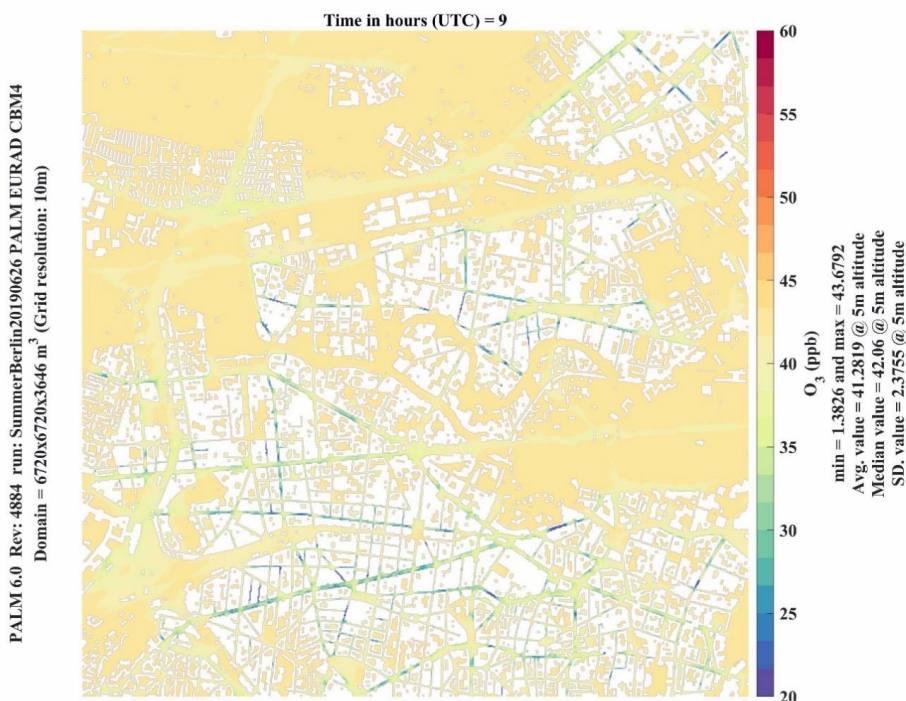 Time in hours (UTC) = 9
PALM 6.0 Rev: 4884 run: SummerBerlin20190626 PALM EURAD CBM4
Domain = 6720x6720x3646 m³ (Grid resolution: 10m)
60
55
50
45
40
35
30
25
20
O₃ (ppb)
min = 1.3826 and max = 43.6792
Avg. value = 41.2819 @ 5m altitude
Median value = 42.06 @ 5m altitude
SD. value = 2.3755 @ 5m altitude